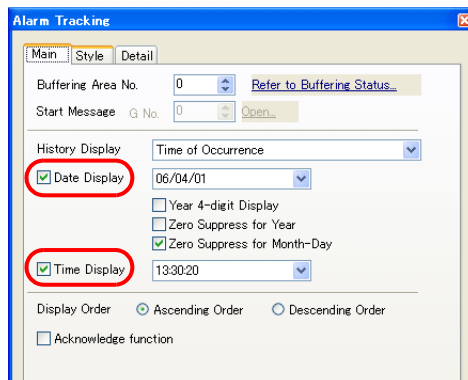 Alarm Tracking
Main Style Detail
Buffering Area No. 0 Refer to Buffering Status...
Start Message G No. 0 Open...
History Display Time of Occurrence
Date Display 06/04/01
Year 4-digit Display
Zero Suppress for Year
Zero Suppress for Month-Day
Time Display 13:30:20
Display Order Ascending Order Descending Order
Acknowledge function